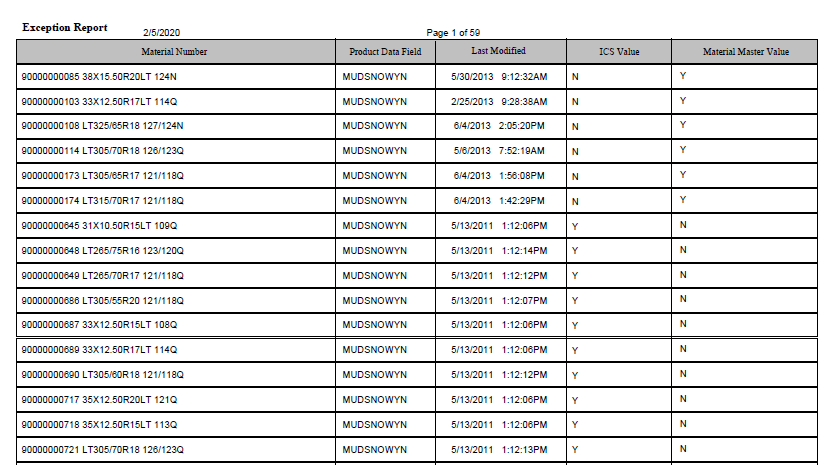 Exception Report 2/5/2020 Page 1 of 59
Material Number Product Data Field Last Modified ICS Value Material Master Value
90000000085 38X15.50R20LT 124N MUDSNOWYN 5/30/2013 9:12:32AM N Y
90000000103 33X12.50R17LT 114Q MUDSNOWYN 2/25/2013 9:28:38AM N Y
90000000108 LT325/65R18 127/124N MUDSNOWYN 6/4/2013 2:05:20PM N Y
90000000114 LT305/70R18 126/123Q MUDSNOWYN 5/6/2013 7:52:19AM N Y
90000000173 LT305/65R17 121/118Q MUDSNOWYN 6/4/2013 1:56:08PM N Y
90000000174 LT315/70R17 121/118Q MUDSNOWYN 6/4/2013 1:42:29PM N Y
90000000645 31X10.50R15LT 109Q MUDSNOWYN 5/13/2011 1:12:06PM Y N
90000000648 LT265/75R16 123/120Q MUDSNOWYN 5/13/2011 1:12:14PM Y N
90000000649 LT265/70R17 121/118Q MUDSNOWYN 5/13/2011 1:12:12PM Y N
90000000686 LT305/55R20 121/118Q MUDSNOWYN 5/13/2011 1:12:07PM Y N
90000000687 33X12.50R15LT 108Q MUDSNOWYN 5/13/2011 1:12:06PM Y N
90000000689 33X12.50R17LT 114Q MUDSNOWYN 5/13/2011 1:12:06PM Y N
90000000690 LT305/60R18 121/118Q MUDSNOWYN 5/13/2011 1:12:12PM Y N
90000000717 35X12.50R20LT 121Q MUDSNOWYN 5/13/2011 1:12:06PM Y N
90000000718 35X12.50R15LT 113Q MUDSNOWYN 5/13/2011 1:12:06PM Y N
90000000721 LT305/70R18 126/123Q MUDSNOWYN 5/13/2011 1:12:13PM Y N